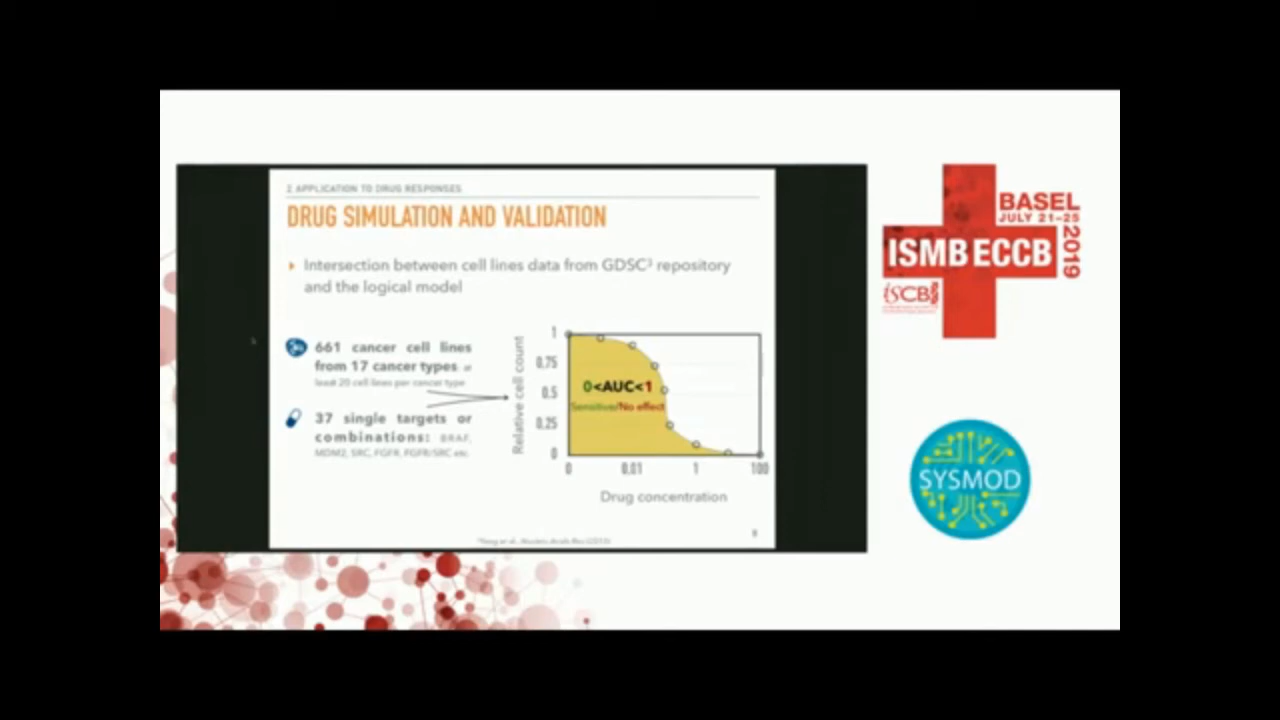 2. APPLICATION TO DRUG RESPONSES
DRUG SIMULATION AND VALIDATION
Intersection between cell lines data from GDSC³ repository
and the logical model
661 cancer cell lines
from 17 cancer types: at
least 20 cell lines per cancer type
37 single targets or
combinations: BRAF,
MDM2, SRC, FGFR, FGFR/SRC etc.
Relative cell count
1
0.75
0.5
0.25
0
0<AUC<1
Sensitive/No effect
0 0.01 1 100
Drug concentration
8
BASEL
JULY 21-25
2019
ISMB ECCB
ISCB
SYSMOD